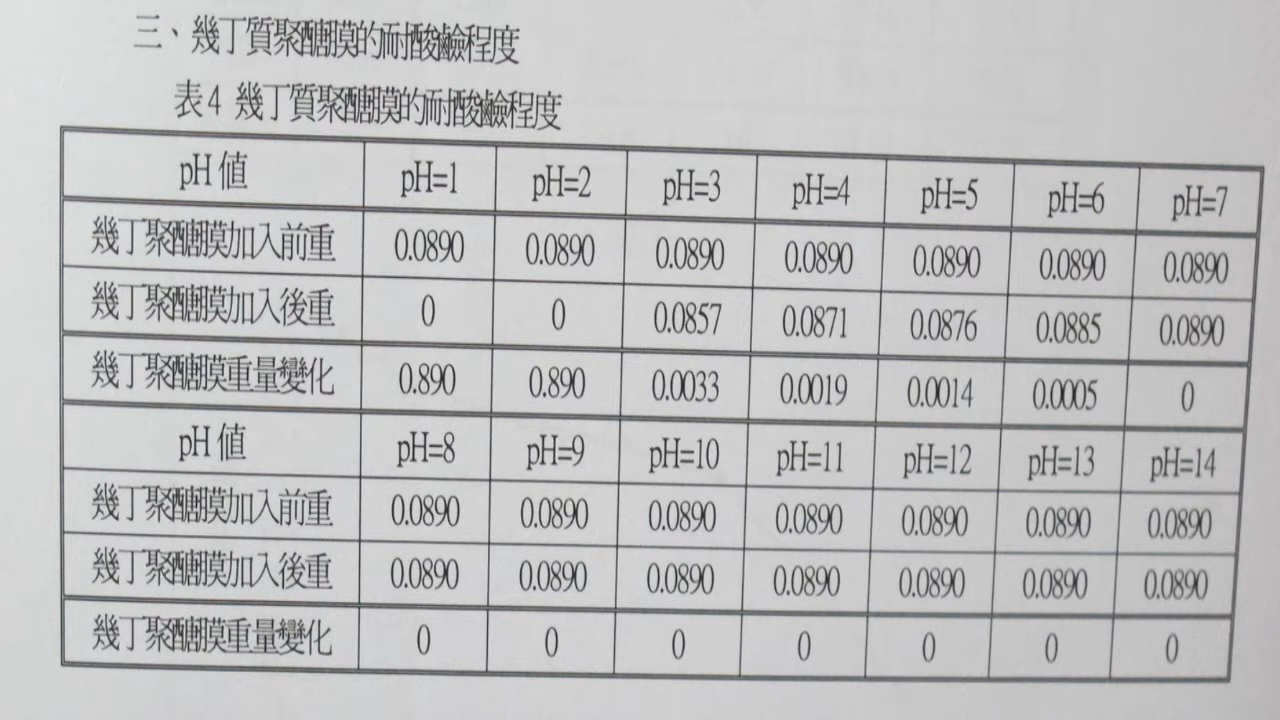 三、幾丁質聚醣膜的耐酸鹼程度
表4 幾丁質聚醣膜的耐酸鹼程度
pH 值 pH=1 pH=2 pH=3 pH=4 pH=5 pH=6 pH=7
幾丁聚醣膜加入前重 0.0890 0.0890 0.0890 0.0890 0.0890 0.0890 0.0890
幾丁聚醣膜加入後重 0 0 0.0857 0.0871 0.0876 0.0885 0.0890
幾丁聚醣膜重量變化 0.890 0.890 0.0033 0.0019 0.0014 0.0005 0
pH 值 pH=8 pH=9 pH=10 pH=11 pH=12 pH=13 pH=14
幾丁聚醣膜加入前重 0.0890 0.0890 0.0890 0.0890 0.0890 0.0890 0.0890
幾丁聚醣膜加入後重 0.0890 0.0890 0.0890 0.0890 0.0890 0.0890 0.0890
幾丁聚醣膜重量變化 0 0 0 0 0 0 0